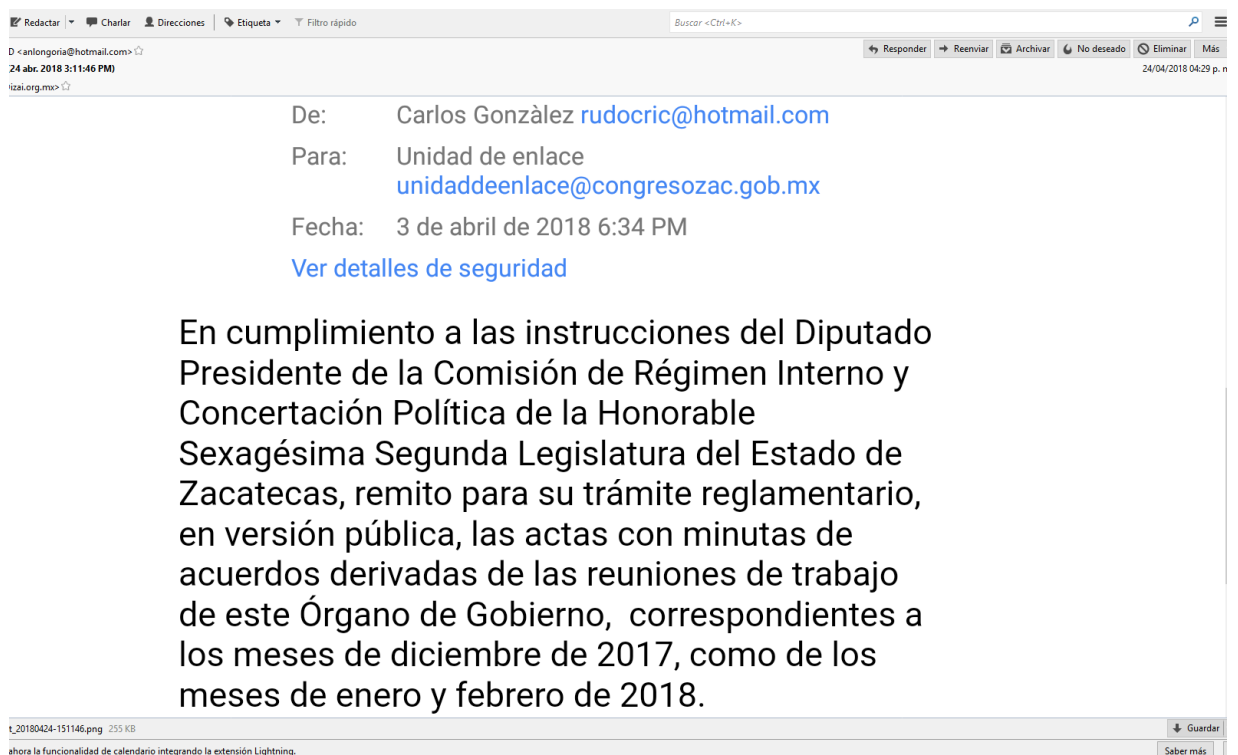 Redactar Charlar Direcciones Etiqueta Filtro rápido Buscar <Ctrl+K>
D <anlongoria@hotmail.com> Responder Reenviar Archivar No deseado Eliminar Más
24 abr. 2018 3:11:46 PM) 24/04/2018 04:29 p.
izai.org.mx>
De: Carlos Gonzàlez rudocric@hotmail.com
Para: Unidad de enlace
unidaddeenlace@congresozac.gob.mx
Fecha: 3 de abril de 2018 6:34 PM
Ver detalles de seguridad
En cumplimiento a las instrucciones del Diputado
Presidente de la Comisión de Régimen Interno y
Concertación Política de la Honorable
Sexagésima Segunda Legislatura del Estado de
Zacatecas, remito para su trámite reglamentario,
en versión pública, las actas con minutas de
acuerdos derivadas de las reuniones de trabajo
de este Órgano de Gobierno, correspondientes a
los meses de diciembre de 2017, como de los
meses de enero y febrero de 2018.
t_20180424-151146.png 255 KB Guardar
ahora la funcionalidad de calendario integrando la extensión Lightning. Saber más